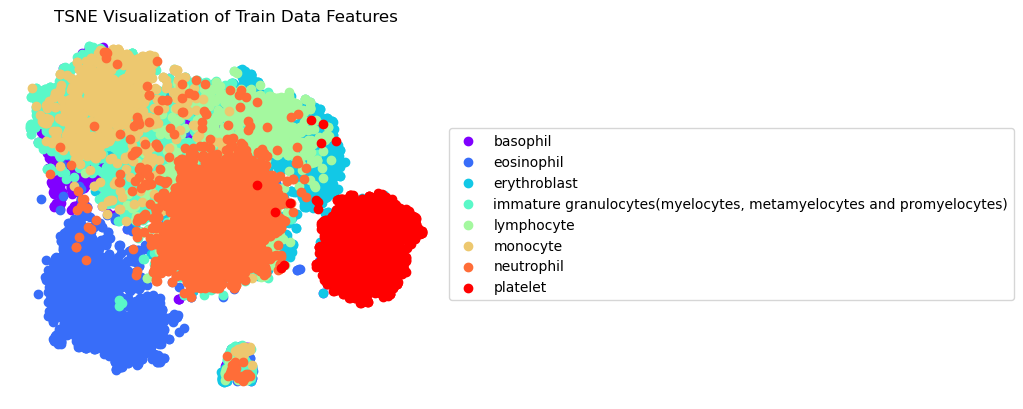 TSNE Visualization of Train Data Features
basophil
eosinophil
erythroblast
immature granulocytes(myelocytes, metamyelocytes and promyelocytes)
lymphocyte
monocyte
neutrophil
platelet